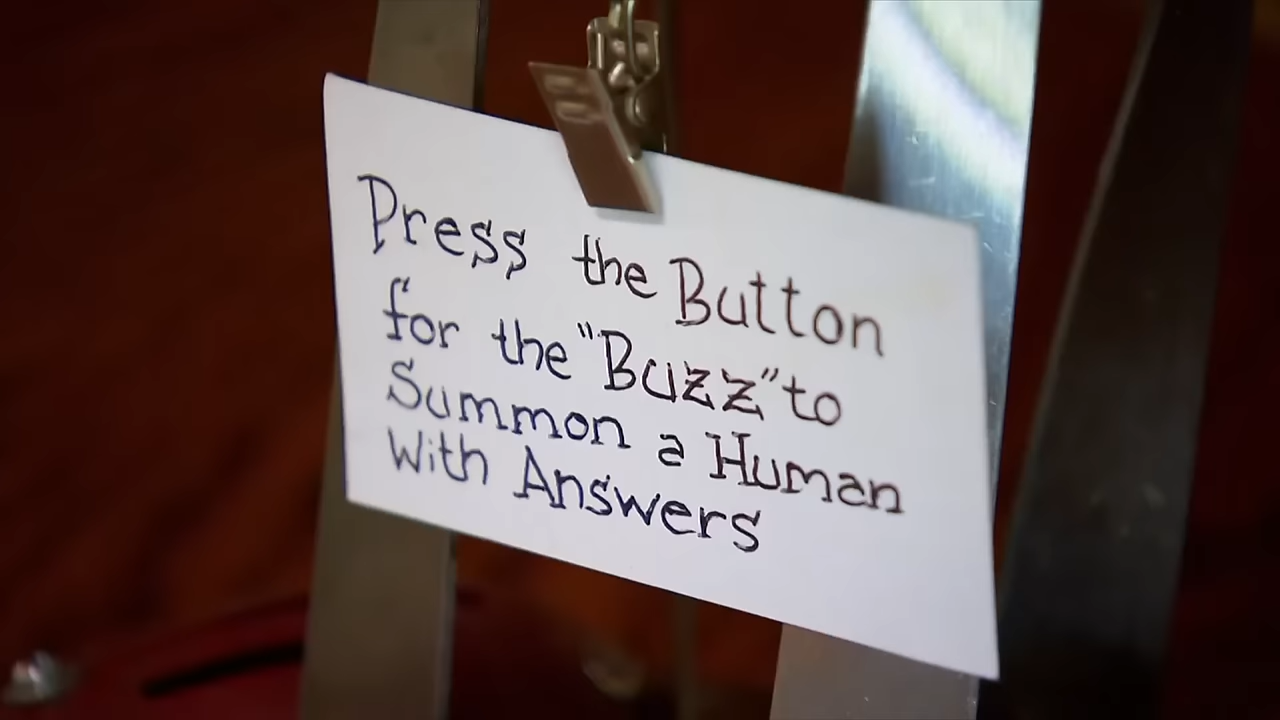 Press the Button
for the "Buzz" to
Summon a Human
With Answers